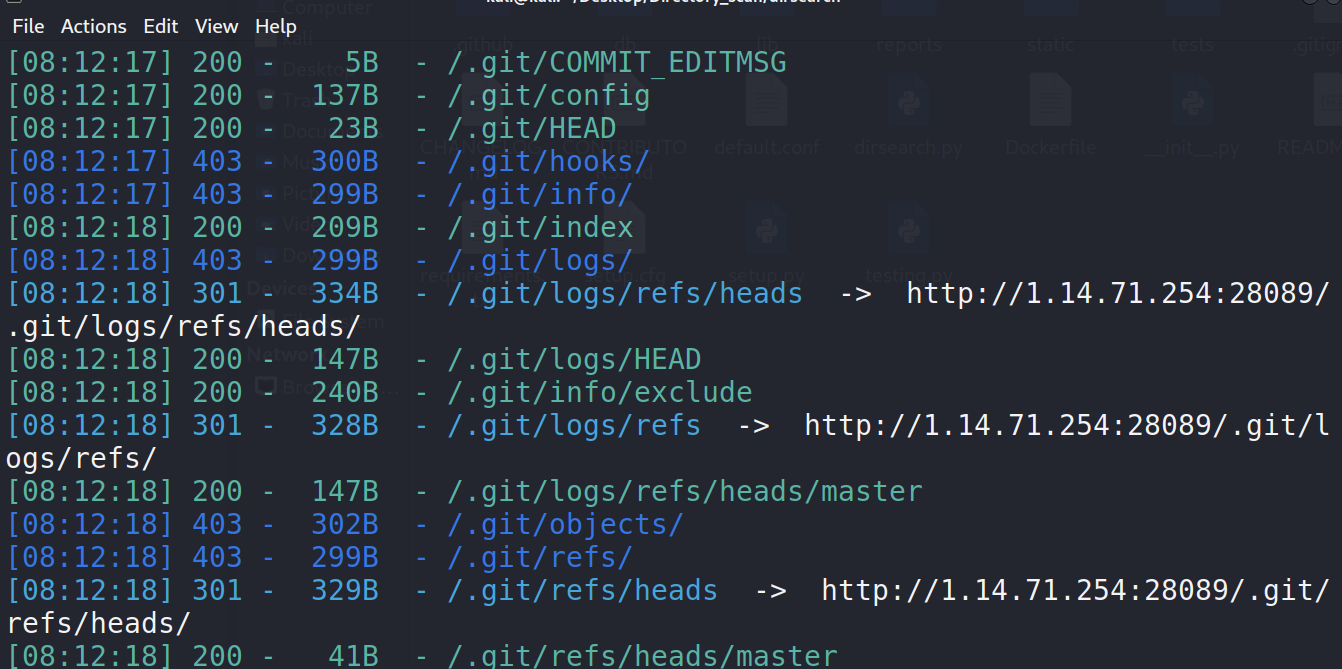 kali@kali: ~/Desktop/Directory_scan/dirsearch
File Actions Edit View Help
[08:12:17] 200 - 5B - /.git/COMMIT_EDITMSG
[08:12:17] 200 - 137B - /.git/config
[08:12:17] 200 - 23B - /.git/HEAD
[08:12:17] 403 - 300B - /.git/hooks/
[08:12:17] 403 - 299B - /.git/info/
[08:12:18] 200 - 209B - /.git/index
[08:12:18] 403 - 299B - /.git/logs/
[08:12:18] 301 - 334B - /.git/logs/refs/heads -> http://1.14.71.254:28089/
.git/logs/refs/heads/
[08:12:18] 200 - 147B - /.git/logs/HEAD
[08:12:18] 200 - 240B - /.git/info/exclude
[08:12:18] 301 - 328B - /.git/logs/refs -> http://1.14.71.254:28089/.git/l
ogs/refs/
[08:12:18] 200 - 147B - /.git/logs/refs/heads/master
[08:12:18] 403 - 302B - /.git/objects/
[08:12:18] 403 - 299B - /.git/refs/
[08:12:18] 301 - 329B - /.git/refs/heads -> http://1.14.71.254:28089/.git/
refs/heads/
[08:12:18] 200 - 41B - /.git/refs/heads/master